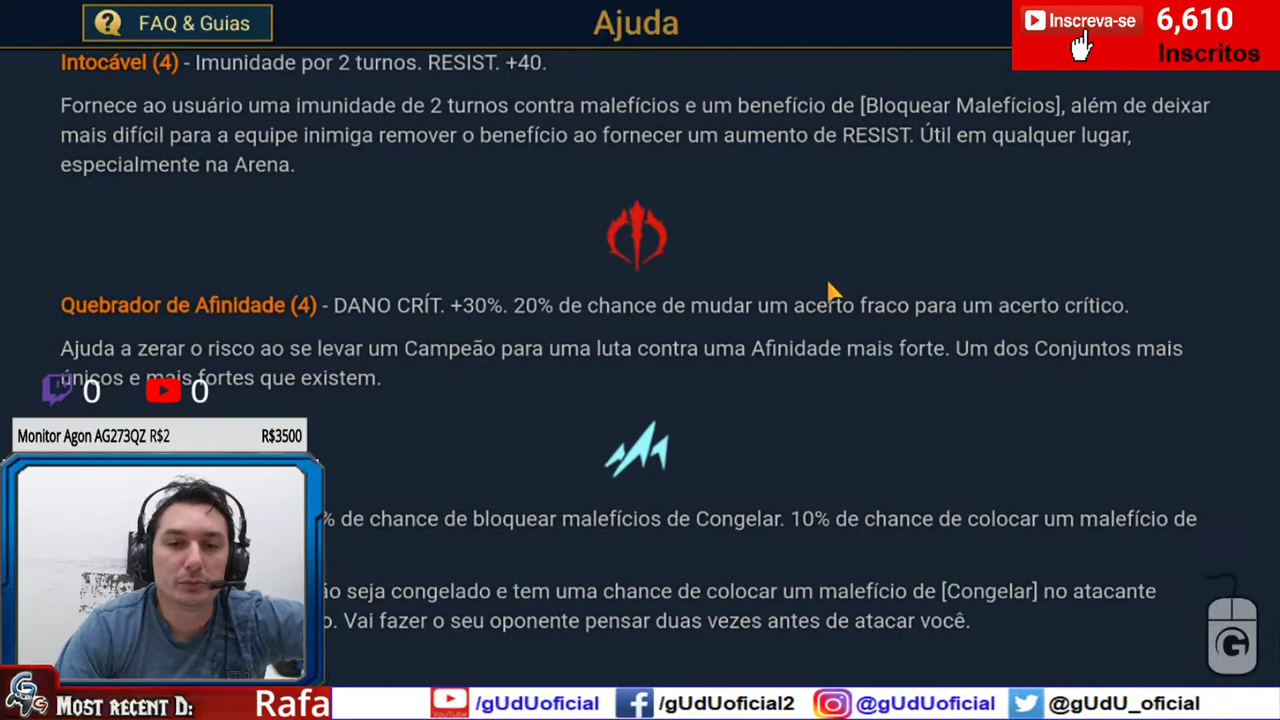 FAQ & Guias
Ajuda
Inscreva-se
6,610
Inscritos
Intocável (4) - Imunidade por 2 turnos. RESIST. +40.
Fornece ao usuário uma imunidade de 2 turnos contra malefícios e um benefício de [Bloquear Malefícios], além de deixar
mais difícil para a equipe inimiga remover o benefício ao fornecer um aumento de RESIST. Útil em qualquer lugar,
especialmente na Arena.
Quebrador de Afinidade (4) - DANO CRÍT. +30%. 20% de chance de mudar um acerto fraco para um acerto crítico.
Ajuda a zerar o risco ao se levar um Campeão para uma luta contra uma Afinidade mais forte. Um dos Conjuntos mais
únicos e mais fortes que existem.
0 0
Monitor Agon AG273QZ R$2 R$3500
% de chance de bloquear malefícios de Congelar. 10% de chance de colocar um malefício de
ão seja congelado e tem uma chance de colocar um malefício de [Congelar] no atacante
o. Vai fazer o seu oponente pensar duas vezes antes de atacar você.
Most recent D: Rafa
/gUdUoficial
/gUdUoficial2
@gUdUoficial
@gUdU_oficial